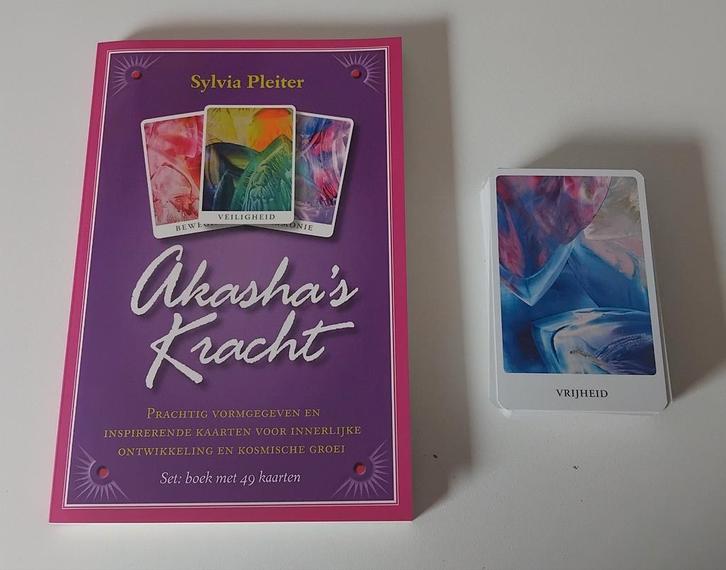 Sylvia Pleiter
VEILIGHEID
Akasha's
Kracht
PRACHTIG VORMGEGEVEN EN
INSPIRERENDE KAARTEN VOOR INNERLIJKE
ONTWIKKELING EN KOSMISCHE GROEI
Set: boek met 49 kaarten
VRIJHEID